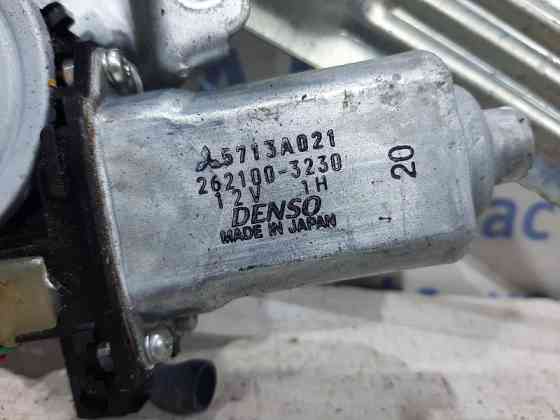 5713A021
262100-3230
12V 1H
DENSO
MADE IN JAPAN
20